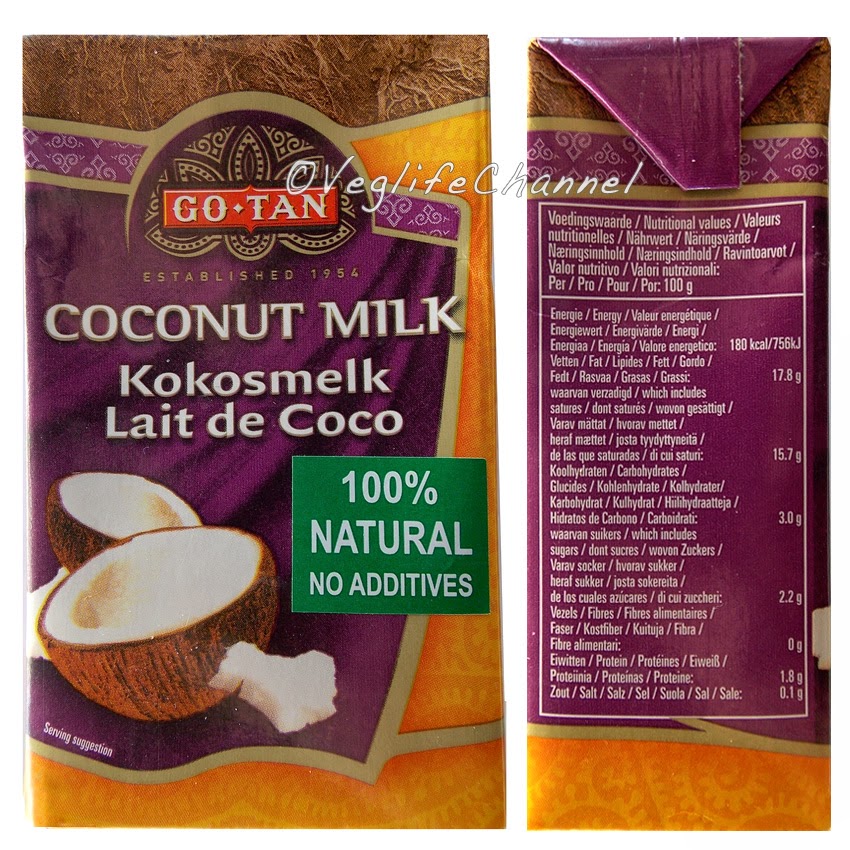 ©VeglifeChannel
GO·TAN
ESTABLISHED 1954
COCONUT MILK
Kokosmelk
Lait de Coco
100%
NATURAL
NO ADDITIVES
Serving suggestion
Voedingswaarde / Nutritional values / Valeurs
nutritionelles / Nährwert / Näringsvärde /
Næringsinnhold / Næringsindhold / Ravintoarvot /
Valor nutritivo / Valori nutrizionali:
Per / Pro / Pour / Por: 100 g
Energie / Energy / Valeur energétique /
Energiewert / Energivärde / Energi /
Energiaa / Energía / Valore energetico: 180 kcal/756kJ
Vetten / Fat / Lipides / Fett / Gordo /
Fedt / Rasvaa / Grasas / Grassi: 17.8 g
waarvan verzadigd / which includes
satures / dont saturés / wovon gesättigt /
Varav mättat / hvorav mettet /
heraf mættet / josta tyydyttyneitä /
de las que saturadas / di cui saturi: 15.7 g
Koolhydraten / Carbohydrates /
Glucides / Kohlenhydrate / Kolhydrater/
Karbohydrat / Kulhydrat / Hiilihydraatteja /
Hidratos de Carbono / Carboidrati: 3.0 g
waarvan suikers / which includes
sugars / dont sucres / wovon Zuckers /
Varav socker / hvorav sukker /
heraf sukker / josta sokereita /
de los cuales azúcares / di cui zuccheri: 2.2 g
Vezels / Fibres / Fibres alimentaires /
Faser / Kostfiber / Kuituja / Fibra /
Fibre alimentari: 0 g
Eiwitten / Protein / Protéines / Eiweiß /
Proteiinia / Proteínas / Proteine: 1.8 g
Zout / Salt / Salz / Sel / Suola / Sal / Sale: 0.1 g